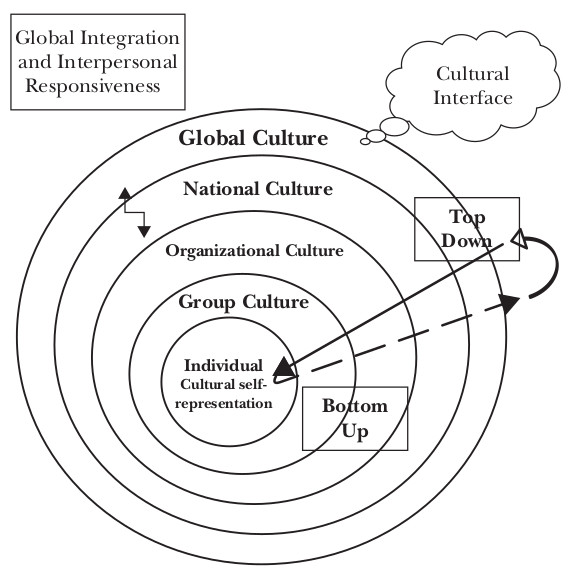 Global Integration
and Interpersonal
Responsiveness
Cultural
Interface
Global Culture
National Culture
Top
Down
Organizational Culture
Group Culture
Individual
Cultural self-
representation
Bottom
Up